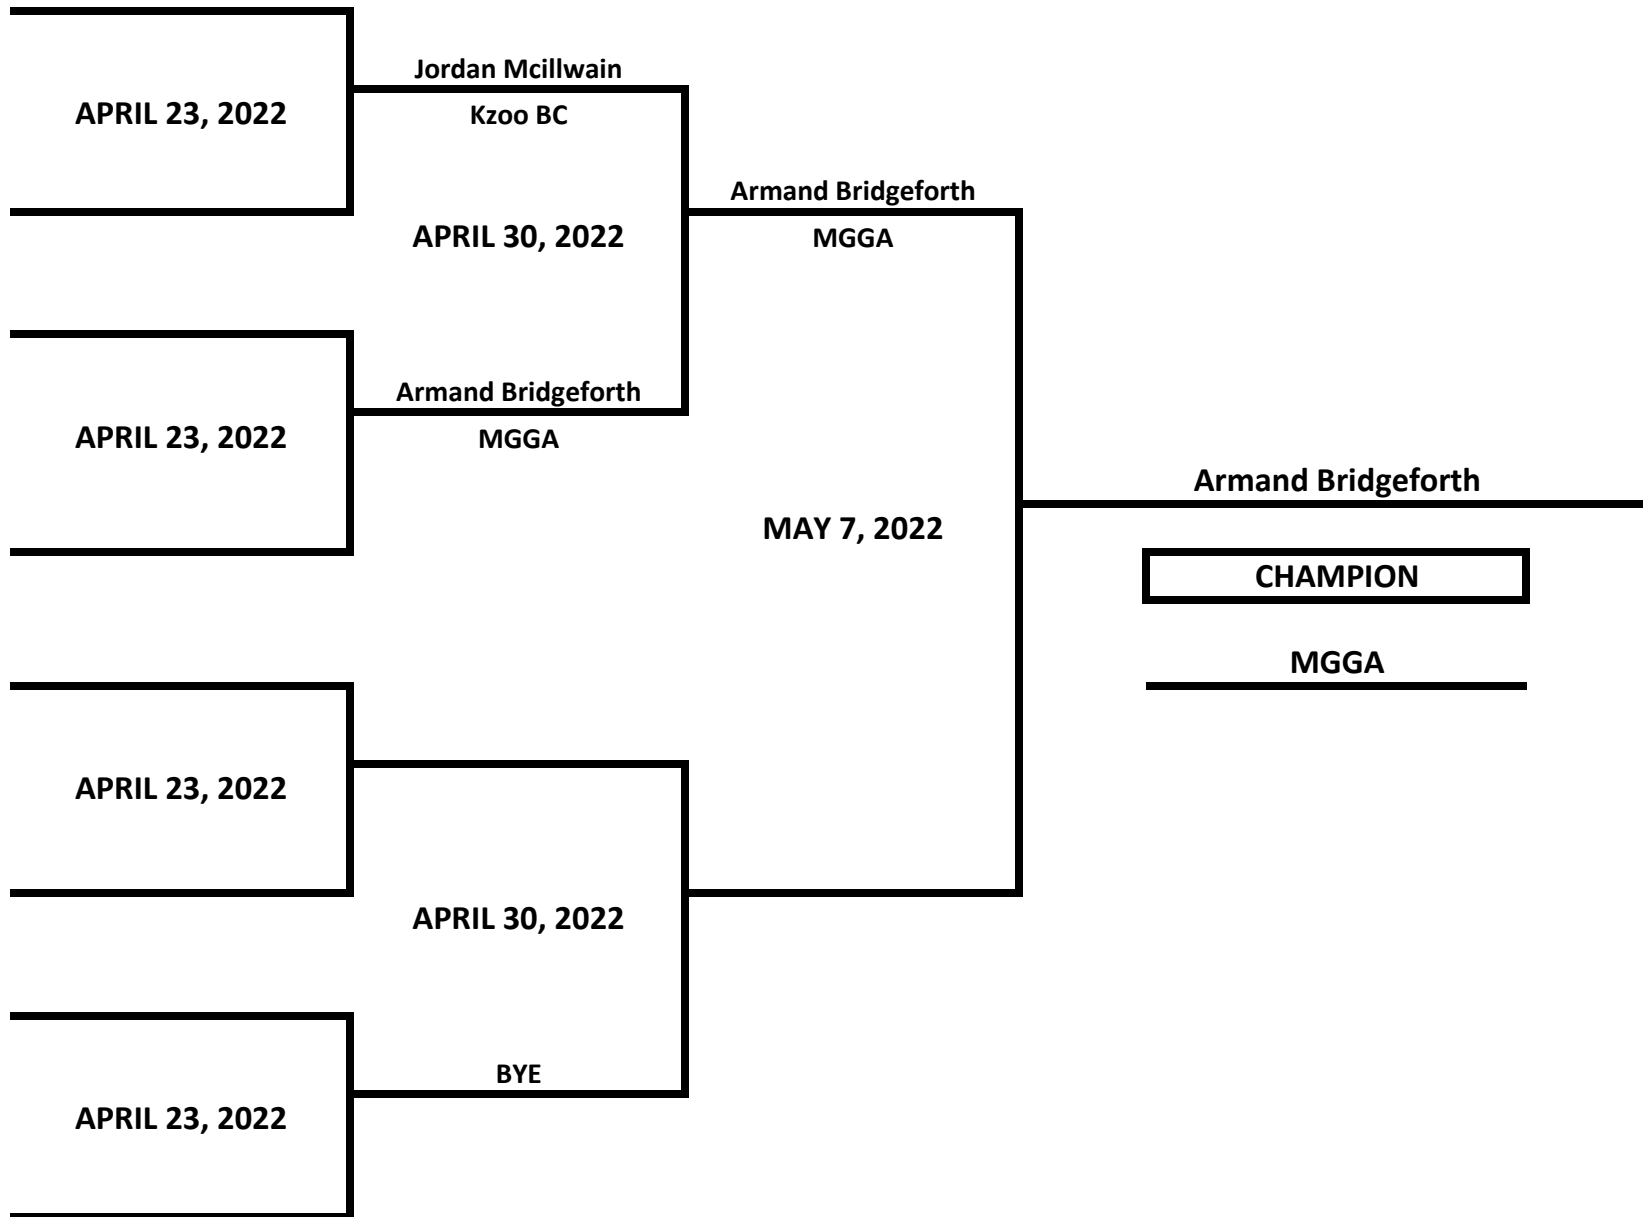 Jordan Mcillwain
APRIL 23, 2022
Kzoo BC
Armand Bridgeforth
APRIL 30, 2022
MGGA
Armand Bridgeforth
APRIL 23, 2022
MGGA
Armand Bridgeforth
MAY 7, 2022
CHAMPION
MGGA
APRIL 23, 2022
APRIL 30, 2022
BYE
APRIL 23, 2022